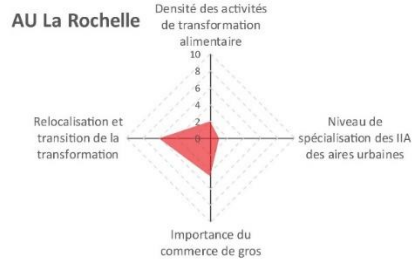 AU La Rochelle
Densité des activités
de transformation
alimentaire
10
8
6
4
2
0
Relocalisation et
transition de la
transformation
Niveau de
spécialisation des IIA
des aires urbaines
Importance du
commerce de gros